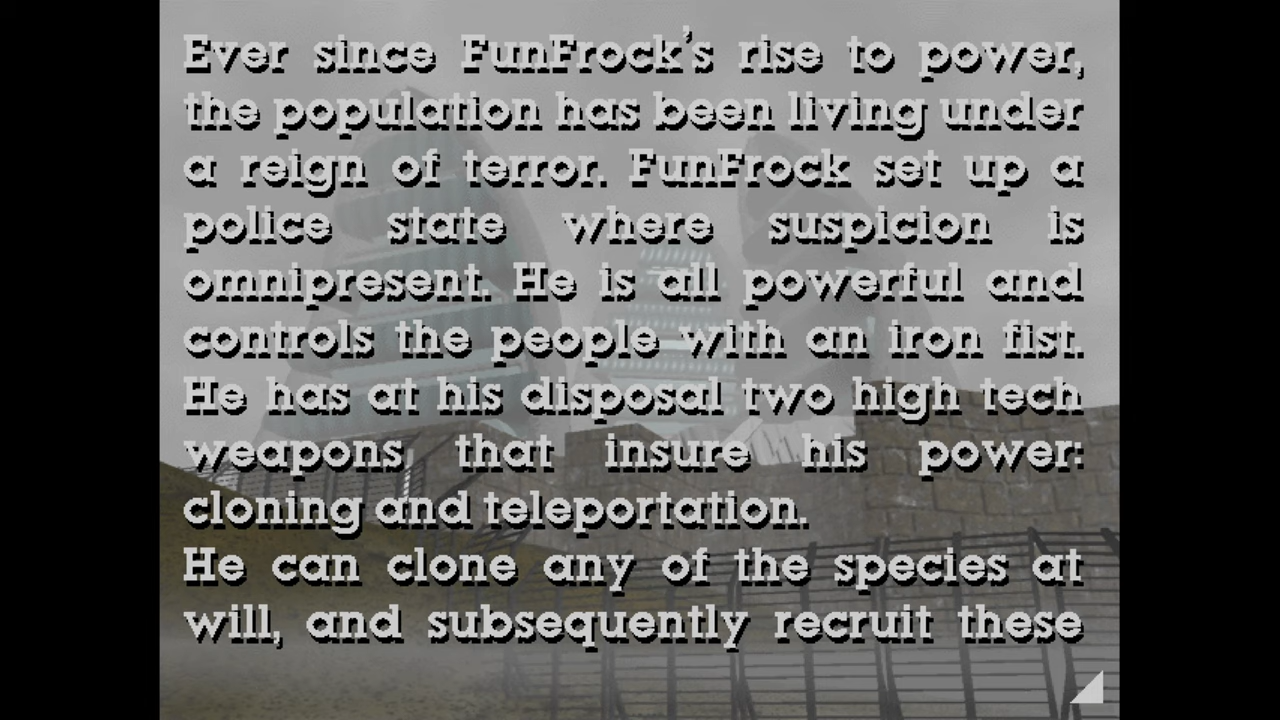 Ever since FunFrock's rise to power,
the population has been living under
a reign of terror. FunFrock set up a
police state where suspicion is
omnipresent. He is all powerful and
controls the people with an iron fist.
He has at his disposal two high tech
weapons, that insure his power:
cloning and teleportation.
He can clone any of the species at
will, and subsequently recruit these